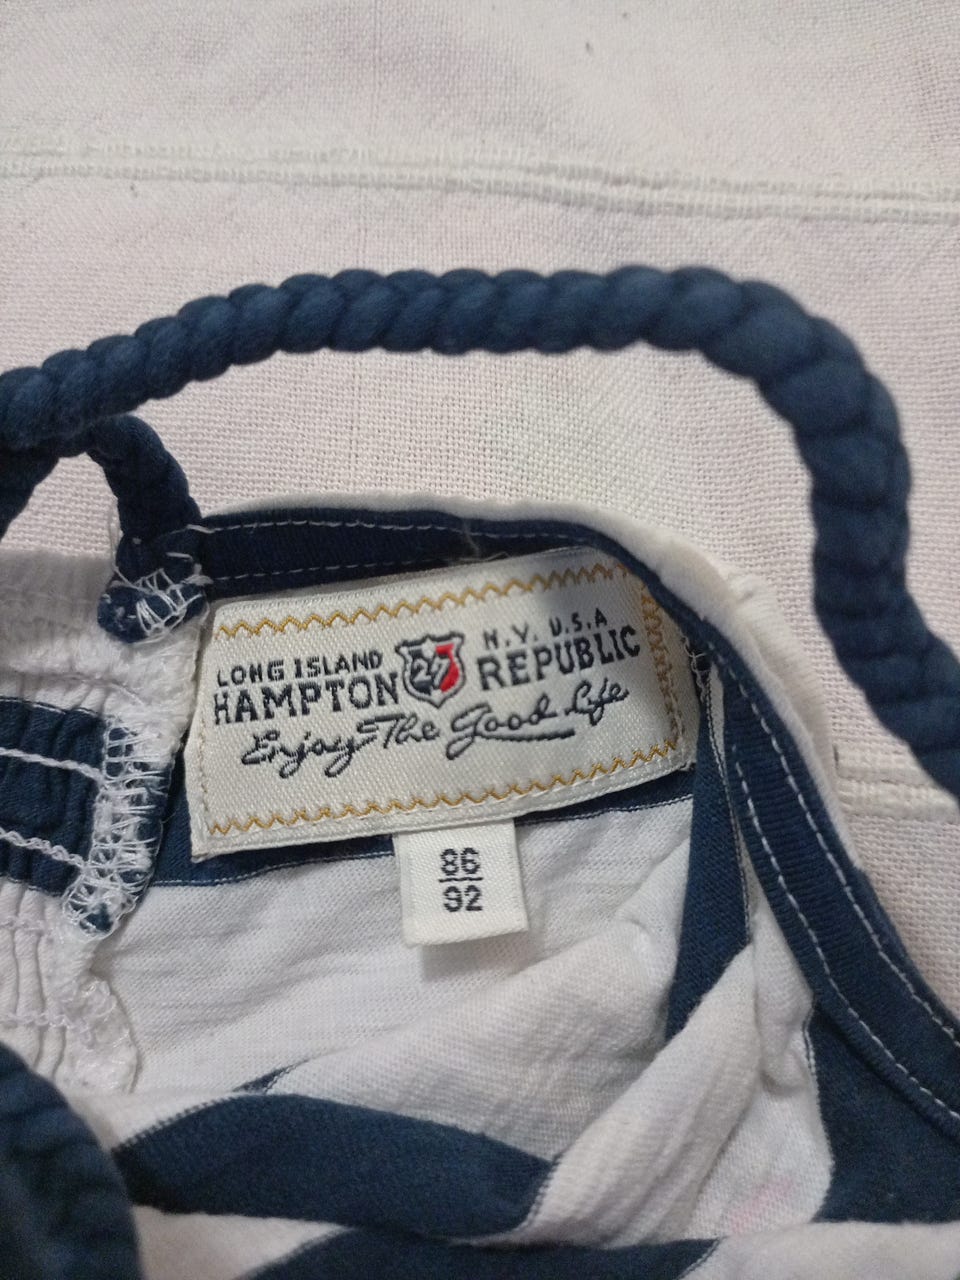 LONG ISLAND 27 N.Y. U.S.A
HAMPTON REPUBLIC
Enjoy The Good Life
86
92